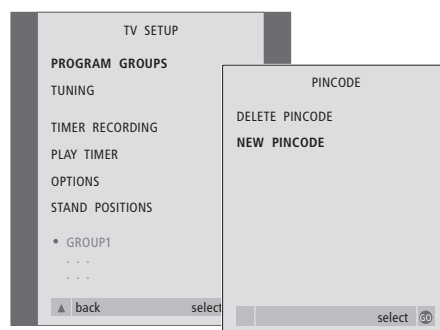 TV SETUP
PROGRAM GROUPS
TUNING
TIMER RECORDING
PLAY TIMER
OPTIONS
STAND POSITIONS
• GROUP1
. . .
. . .
▲ back select
PINCODE
DELETE PINCODE
NEW PINCODE
select GO